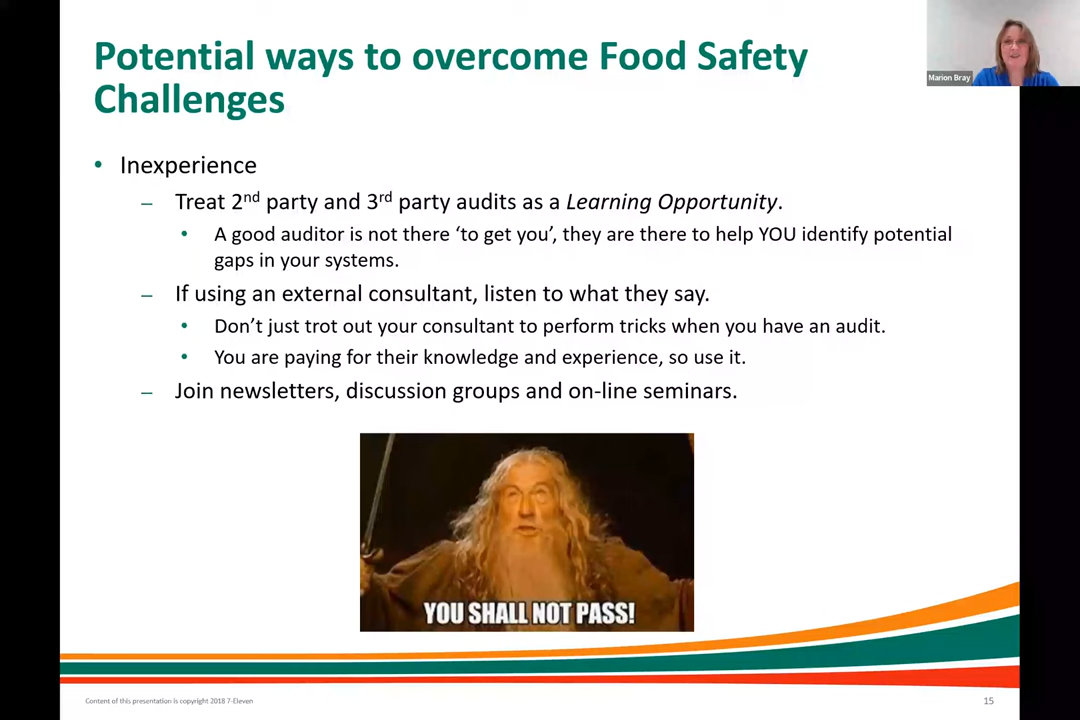 Potential ways to overcome Food Safety
Challenges
Marion Bray
• Inexperience
– Treat 2nd party and 3rd party audits as a Learning Opportunity.
• A good auditor is not there ‘to get you’, they are there to help YOU identify potential
gaps in your systems.
– If using an external consultant, listen to what they say.
• Don’t just trot out your consultant to perform tricks when you have an audit.
• You are paying for their knowledge and experience, so use it.
– Join newsletters, discussion groups and on-line seminars.
YOU SHALL NOT PASS!
Content of this presentation is copyright 2018 7-Eleven
15